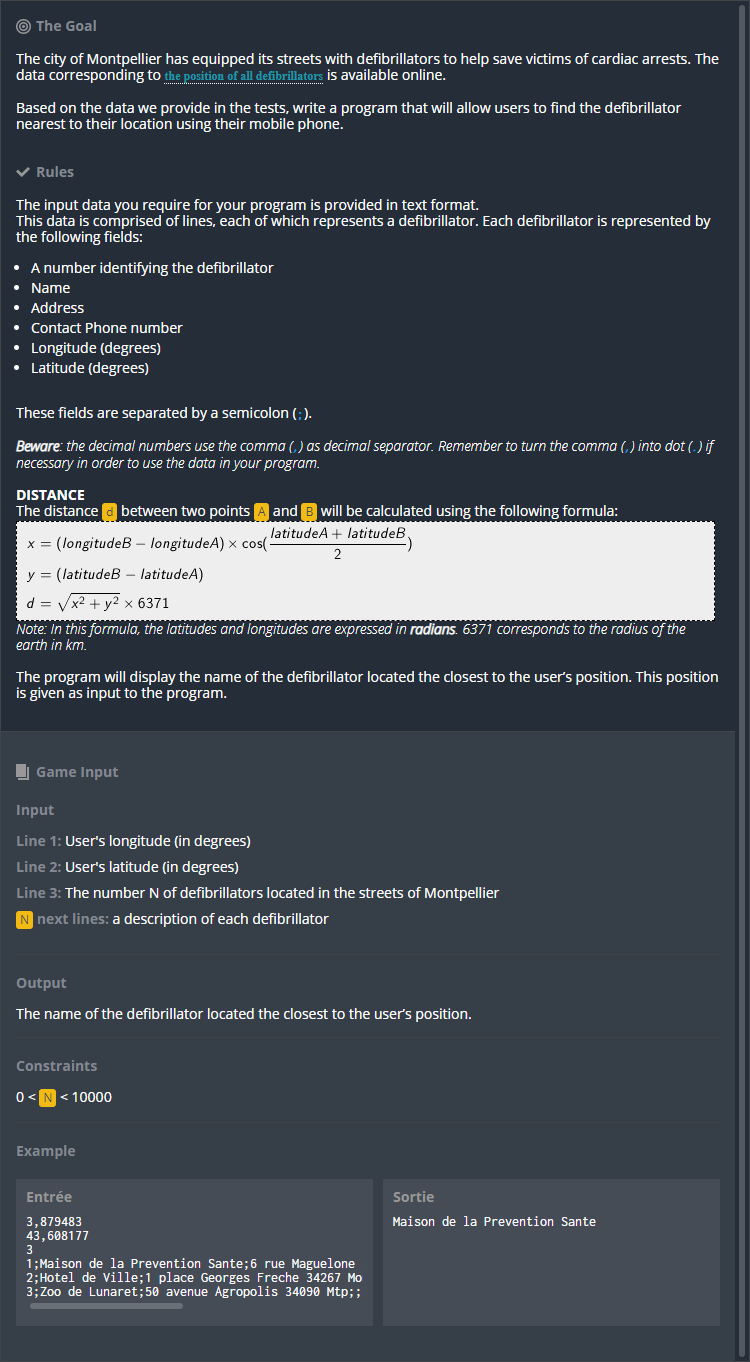 The Goal
The city of Montpellier has equipped its streets with defibrillators to help save victims of cardiac arrests. The
data corresponding to the position of all defibrillators is available online.
Based on the data we provide in the tests, write a program that will allow users to find the defibrillator
nearest to their location using their mobile phone.
Rules
The input data you require for your program is provided in text format.
This data is comprised of lines, each of which represents a defibrillator. Each defibrillator is represented by
the following fields:
• A number identifying the defibrillator
• Name
• Address
• Contact Phone number
• Longitude (degrees)
• Latitude (degrees)
These fields are separated by a semicolon (;).
Beware: the decimal numbers use the comma (,) as decimal separator. Remember to turn the comma (,) into dot (.) if
necessary in order to use the data in your program.
DISTANCE
The distance d between two points A and B will be calculated using the following formula:
x = (longitudeB − longitudeA) × cos((latitudeA + latitudeB)/2)
y = (latitudeB − latitudeA)
d = √(x² + y²) × 6371
Note: In this formula, the latitudes and longitudes are expressed in radians. 6371 corresponds to the radius of the
earth in km.
The program will display the name of the defibrillator located the closest to the user’s position. This position
is given as input to the program.
Game Input
Input
Line 1: User's longitude (in degrees)
Line 2: User's latitude (in degrees)
Line 3: The number N of defibrillators located in the streets of Montpellier
N next lines: a description of each defibrillator
Output
The name of the defibrillator located the closest to the user’s position.
Constraints
0 < N < 10000
Example
Entrée
3,879483
43,608177
3
1;Maison de la Prevention Sante;6 rue Maguelone
2;Hotel de Ville;1 place Georges Freche 34267 Mo
3;Zoo de Lunaret;50 avenue Agropolis 34090 Mtp;;
Sortie
Maison de la Prevention Sante